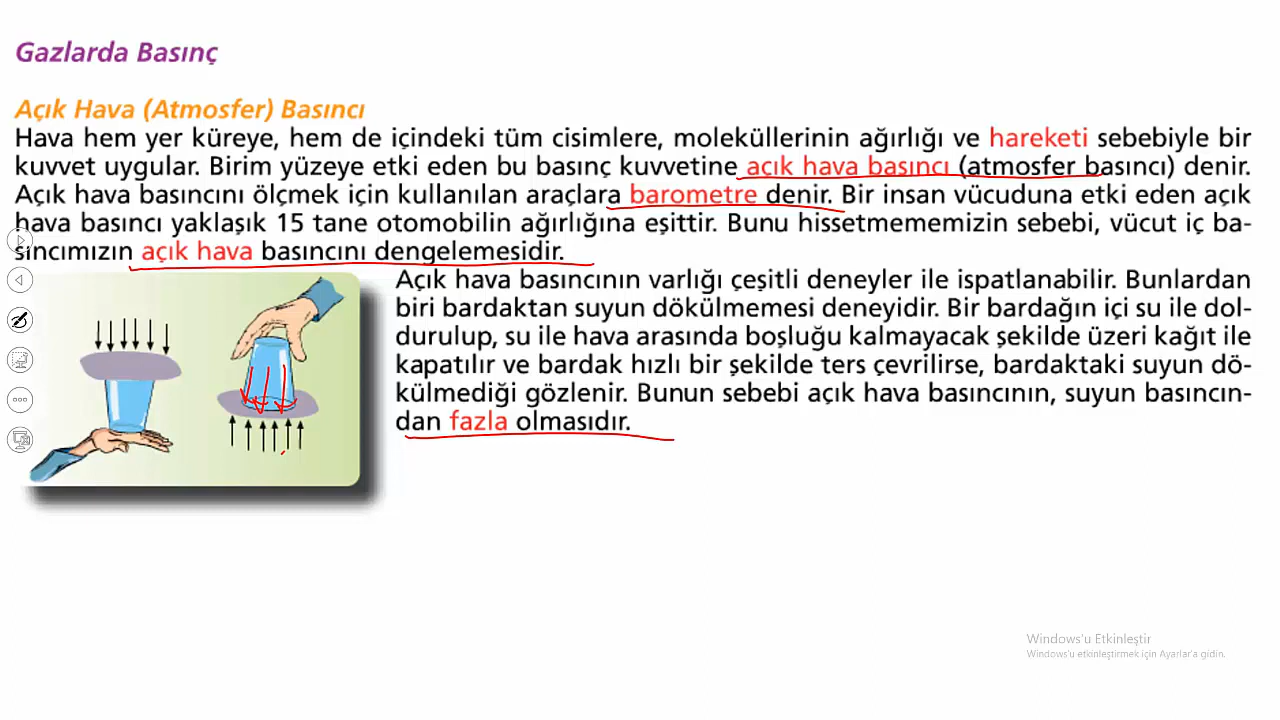 Gazlarda Basınç
Açık Hava (Atmosfer) Basıncı
Hava hem yer küreye, hem de içindeki tüm cisimlere, moleküllerinin ağırlığı ve hareketi sebebiyle bir
kuvvet uygular. Birim yüzeye etki eden bu basınç kuvvetine açık hava basıncı (atmosfer basıncı) denir.
Açık hava basıncını ölçmek için kullanılan araçlara barometre denir. Bir insan vücuduna etki eden açık
hava basıncı yaklaşık 15 tane otomobilin ağırlığına eşittir. Bunu hissetmememizin sebebi, vücut iç ba-
sıncımızın açık hava basıncını dengelemesidir.
Açık hava basıncının varlığı çeşitli deneyler ile ispatlanabilir. Bunlardan
biri bardaktan suyun dökülmemesi deneyidir. Bir bardağın içi su ile dol-
durulup, su ile hava arasında boşluğu kalmayacak şekilde üzeri kağıt ile
kapatılır ve bardak hızlı bir şekilde ters çevrilirse, bardaktaki suyun dö-
külmediği gözlenir. Bunun sebebi açık hava basıncının, suyun basıncın-
dan fazla olmasıdır.
Windows'u Etkinleştir
Windows'u etkinleştirmek için Ayarlar'a gidin.